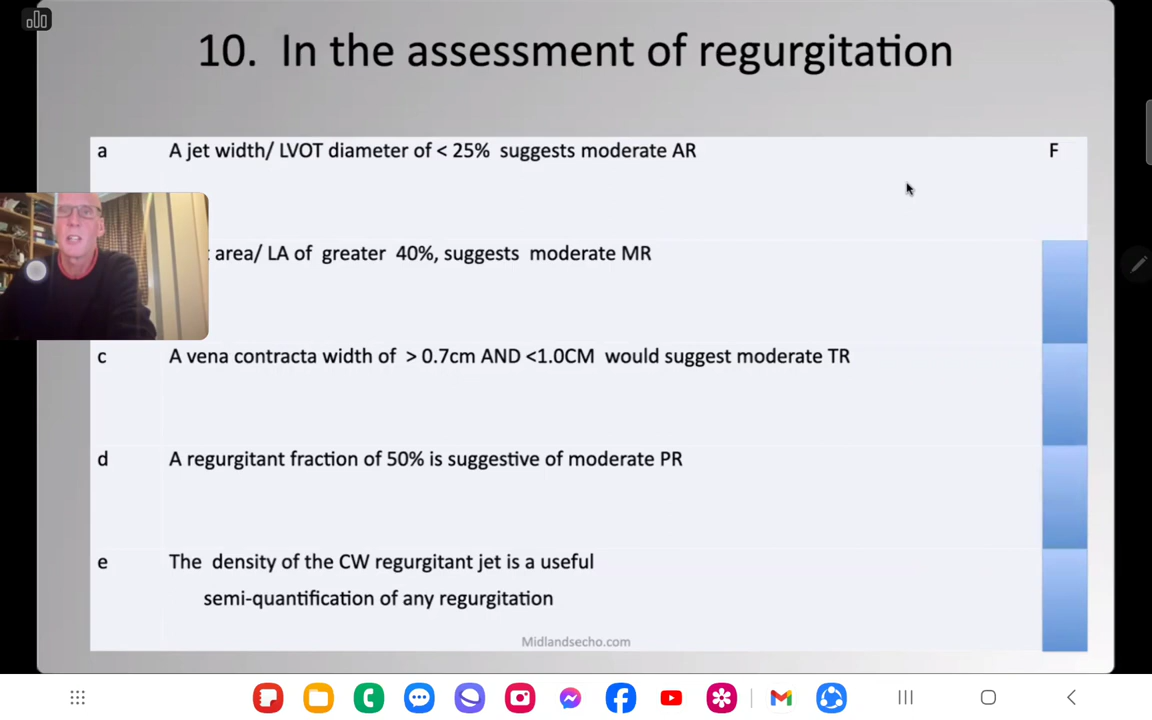 10. In the assessment of regurgitation
a A jet width/ LVOT diameter of < 25% suggests moderate AR F
area/ LA of greater 40%, suggests moderate MR
c A vena contracta width of > 0.7cm AND <1.0CM would suggest moderate TR
d A regurgitant fraction of 50% is suggestive of moderate PR
e The density of the CW regurgitant jet is a useful
semi-quantification of any regurgitation
Midlandsecho.com